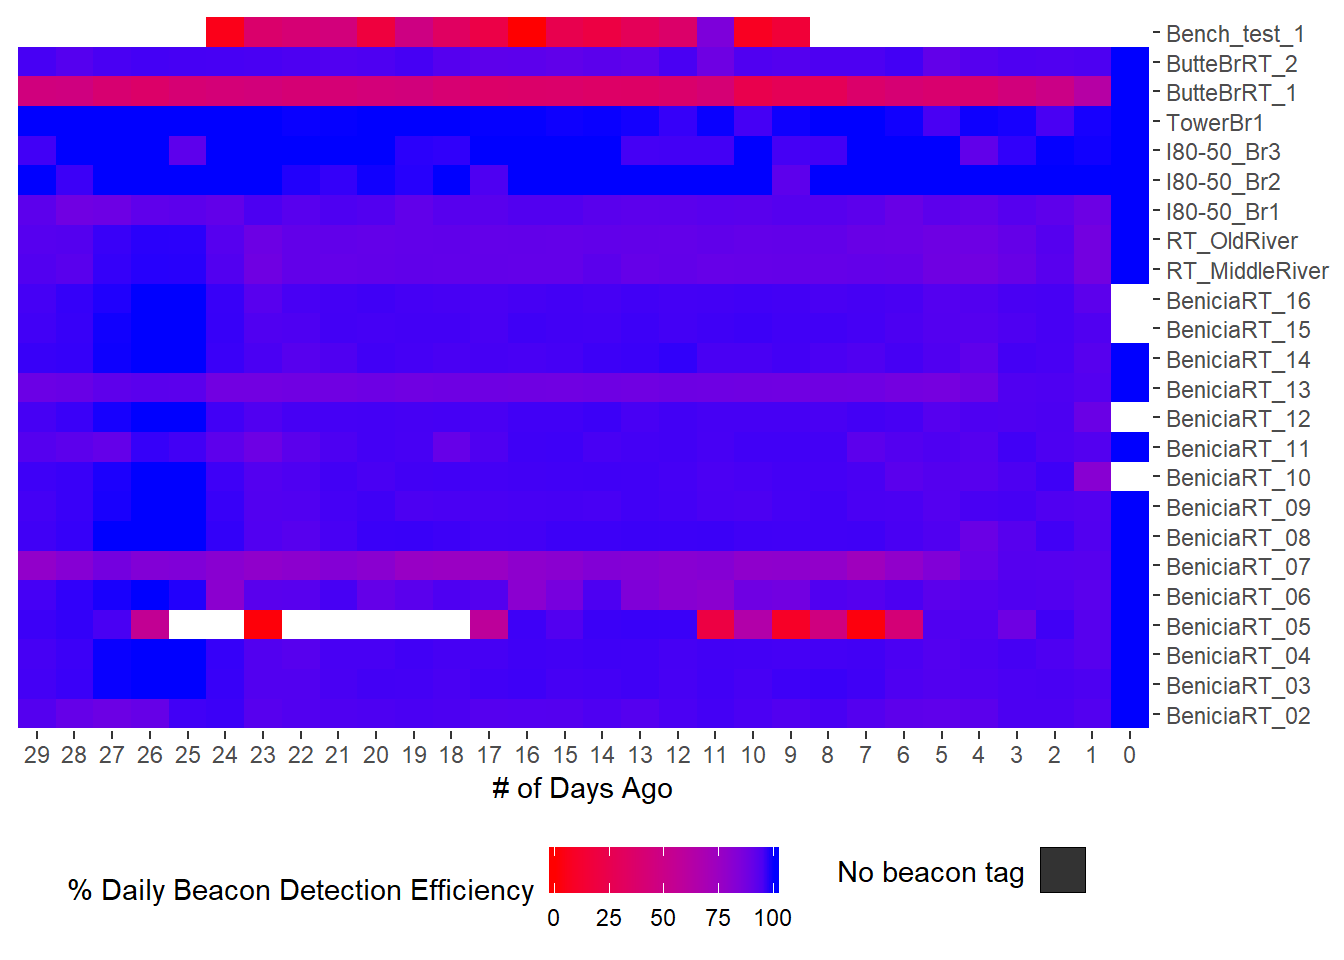 Bench_test_1
ButteBrRT_2
ButteBrRT_1
TowerBr1
I80-50_Br3
I80-50_Br2
I80-50_Br1
RT_OldRiver
RT_MiddleRiver
BeniciaRT_16
BeniciaRT_15
BeniciaRT_14
BeniciaRT_13
BeniciaRT_12
BeniciaRT_11
BeniciaRT_10
BeniciaRT_09
BeniciaRT_08
BeniciaRT_07
BeniciaRT_06
BeniciaRT_05
BeniciaRT_04
BeniciaRT_03
BeniciaRT_02
29 28 27 26 25 24 23 22 21 20 19 18 17 16 15 14 13 12 11 10 9 8 7 6 5 4 3 2 1 0
# of Days Ago
% Daily Beacon Detection Efficiency
0 25 50 75 100
No beacon tag